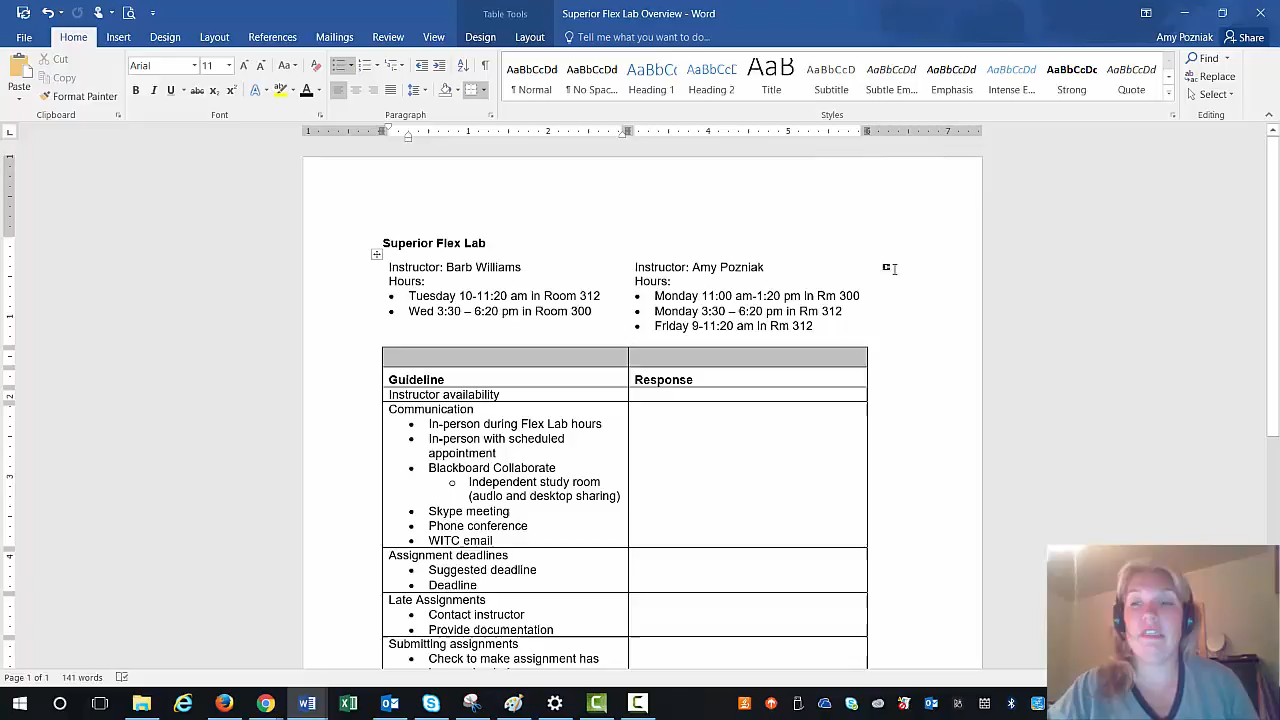 Table Tools
Superior Flex Lab Overview - Word
File
Home
Insert
Design
Layout
References
Mailings
Review
View
Design
Layout
Tell me what you want to do...
Amy Pozniak
Share
Paste
Cut
Copy
Format Painter
Clipboard
Arial
11
Font
Paragraph
AaBbCcDd
¶ Normal
AaBbCcDd
¶ No Spac...
AaBbC
Heading 1
AaBbCcD
Heading 2
AaB
Title
AaBbCcD
Subtitle
AaBbCcDd
Subtle Em...
AaBbCcDd
Emphasis
AaBbCcDd
Intense E...
AaBbCcDc
Strong
AaBbCcDd
Quote
Styles
Find
Replace
Select
Editing
Superior Flex Lab
Instructor: Barb Williams
Hours:
• Tuesday 10-11:20 am in Room 312
• Wed 3:30 – 6:20 pm in Room 300
Instructor: Amy Pozniak
Hours:
• Monday 11:00 am-1:20 pm in Rm 300
• Monday 3:30 – 6:20 pm in Rm 312
• Friday 9-11:20 am in Rm 312
Guideline
Response
Instructor availability
Communication
• In-person during Flex Lab hours
• In-person with scheduled
appointment
• Blackboard Collaborate
o Independent study room
(audio and desktop sharing)
• Skype meeting
• Phone conference
• WITC email
Assignment deadlines
• Suggested deadline
• Deadline
Late Assignments
• Contact instructor
• Provide documentation
Submitting assignments
• Check to make assignment has
Page 1 of 1
141 words